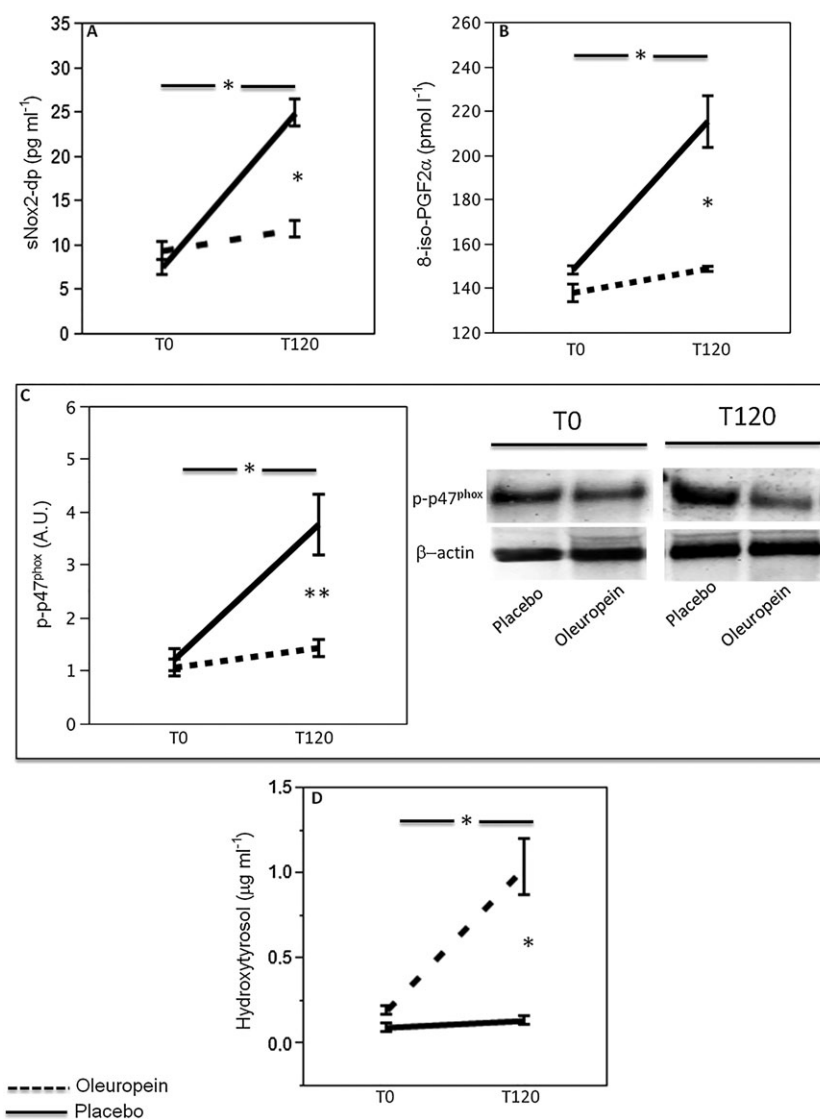 A
sNox2-dp (pg ml⁻¹)
35
30
25
20
15
10
5
0
*
*
T0 T120
B
8-iso-PGF2α (pmol l⁻¹)
260
240
220
200
180
160
140
120
*
*
T0 T120
C
p-p47phox (A.U.)
6
5
4
3
2
1
0
*
**
T0 T120
T0 T120
p-p47phox
β–actin
Placebo Oleuropein Placebo Oleuropein
D
Hydroxytyrosol (µg ml⁻¹)
1.5
1.0
0.5
0.0
*
*
T0 T120
Oleuropein
Placebo